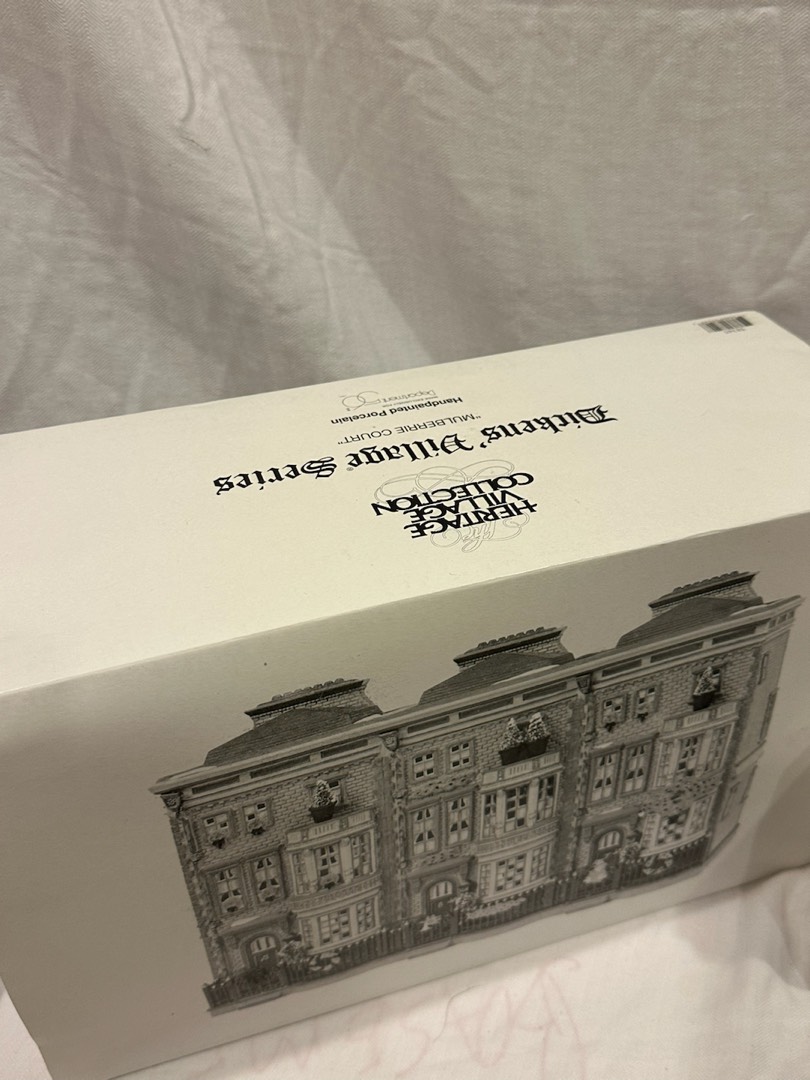 The
HERITAGE
VILLAGE
COLLECTION
Dickens' Village Series
"MULBERRIE COURT"
Handpainted Porcelain
Department 56